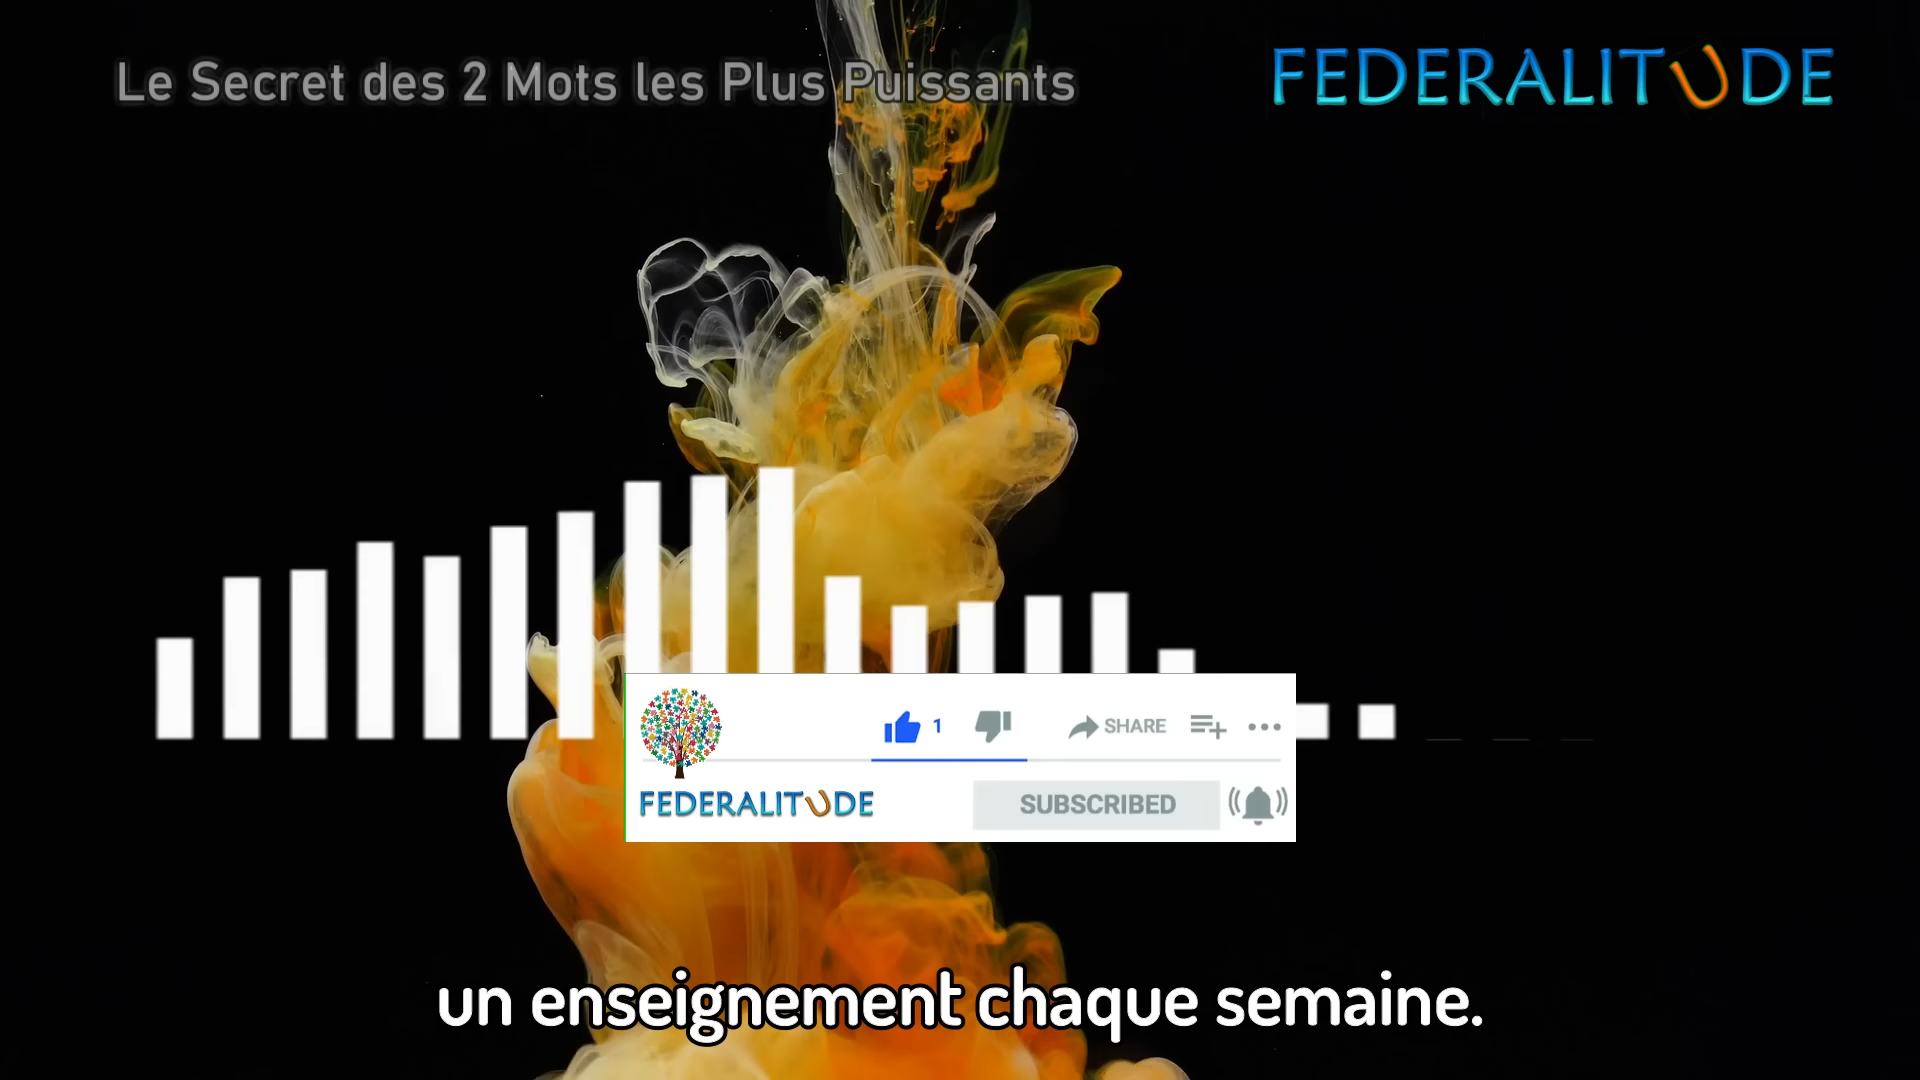 Le Secret des 2 Mots les Plus Puissants
FEDERALITUDE
1
SHARE
FEDERALITUDE
SUBSCRIBED
un enseignement chaque semaine.